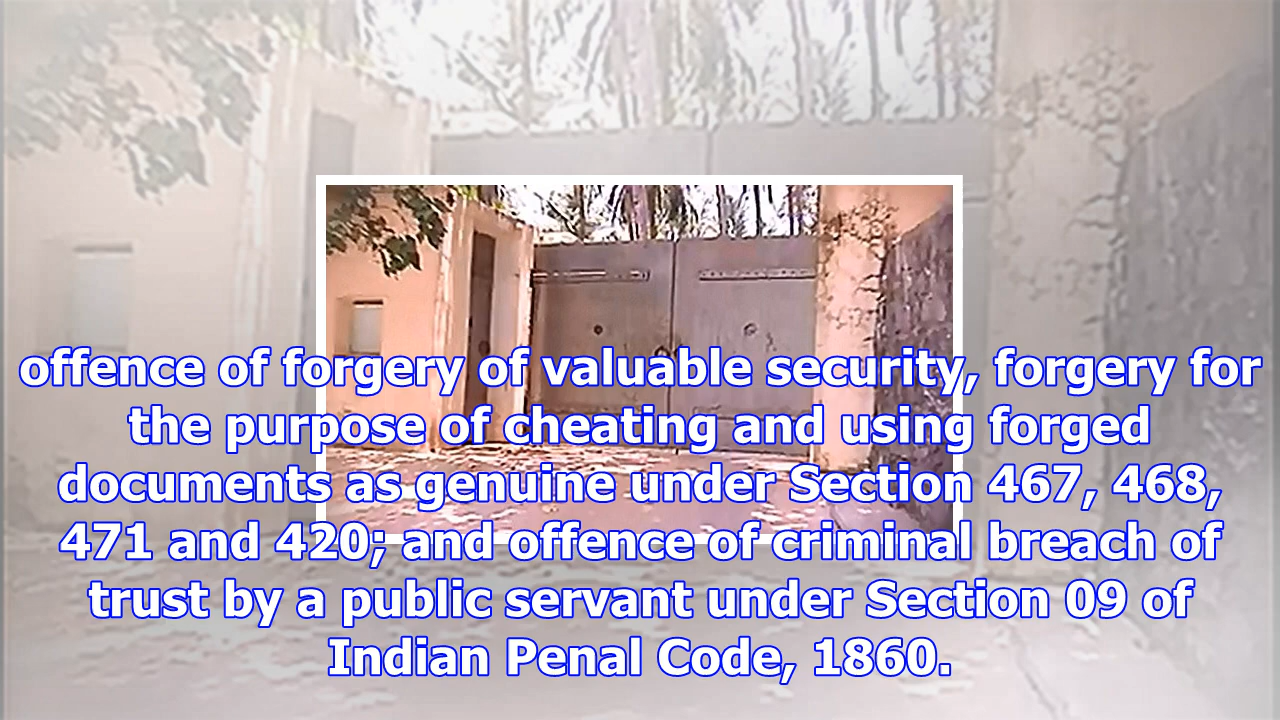 offence of forgery of valuable security, forgery for
the purpose of cheating and using forged
documents as genuine under Section 467, 468,
471 and 420; and offence of criminal breach of
trust by a public servant under Section 09 of
Indian Penal Code, 1860.